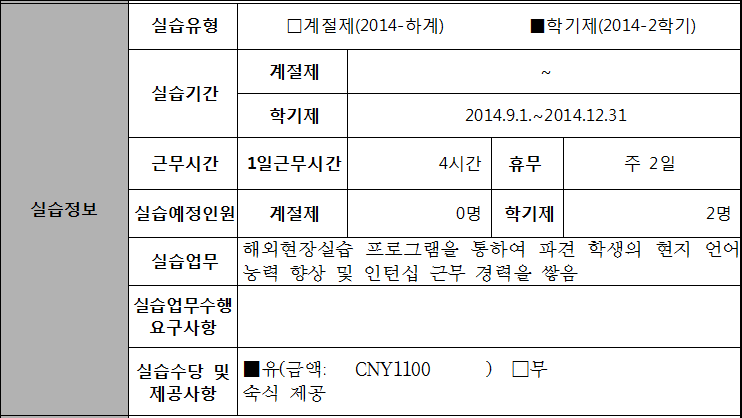 실습정보
실습유형 □계절제(2014-하계) ■학기제(2014-2학기)
실습기간 계절제 ~
학기제 2014.9.1.~2014.12.31
근무시간 1일근무시간 4시간 휴무 주 2일
실습예정인원 계절제 0명 학기제 2명
실습업무 해외현장실습 프로그램을 통하여 파견 학생의 현지 언어
능력 향상 및 인턴십 근무 경력을 쌓음
실습업무수행
요구사항
실습수당 및
제공사항
■유(금액: CNY1100 ) □부
숙식 제공